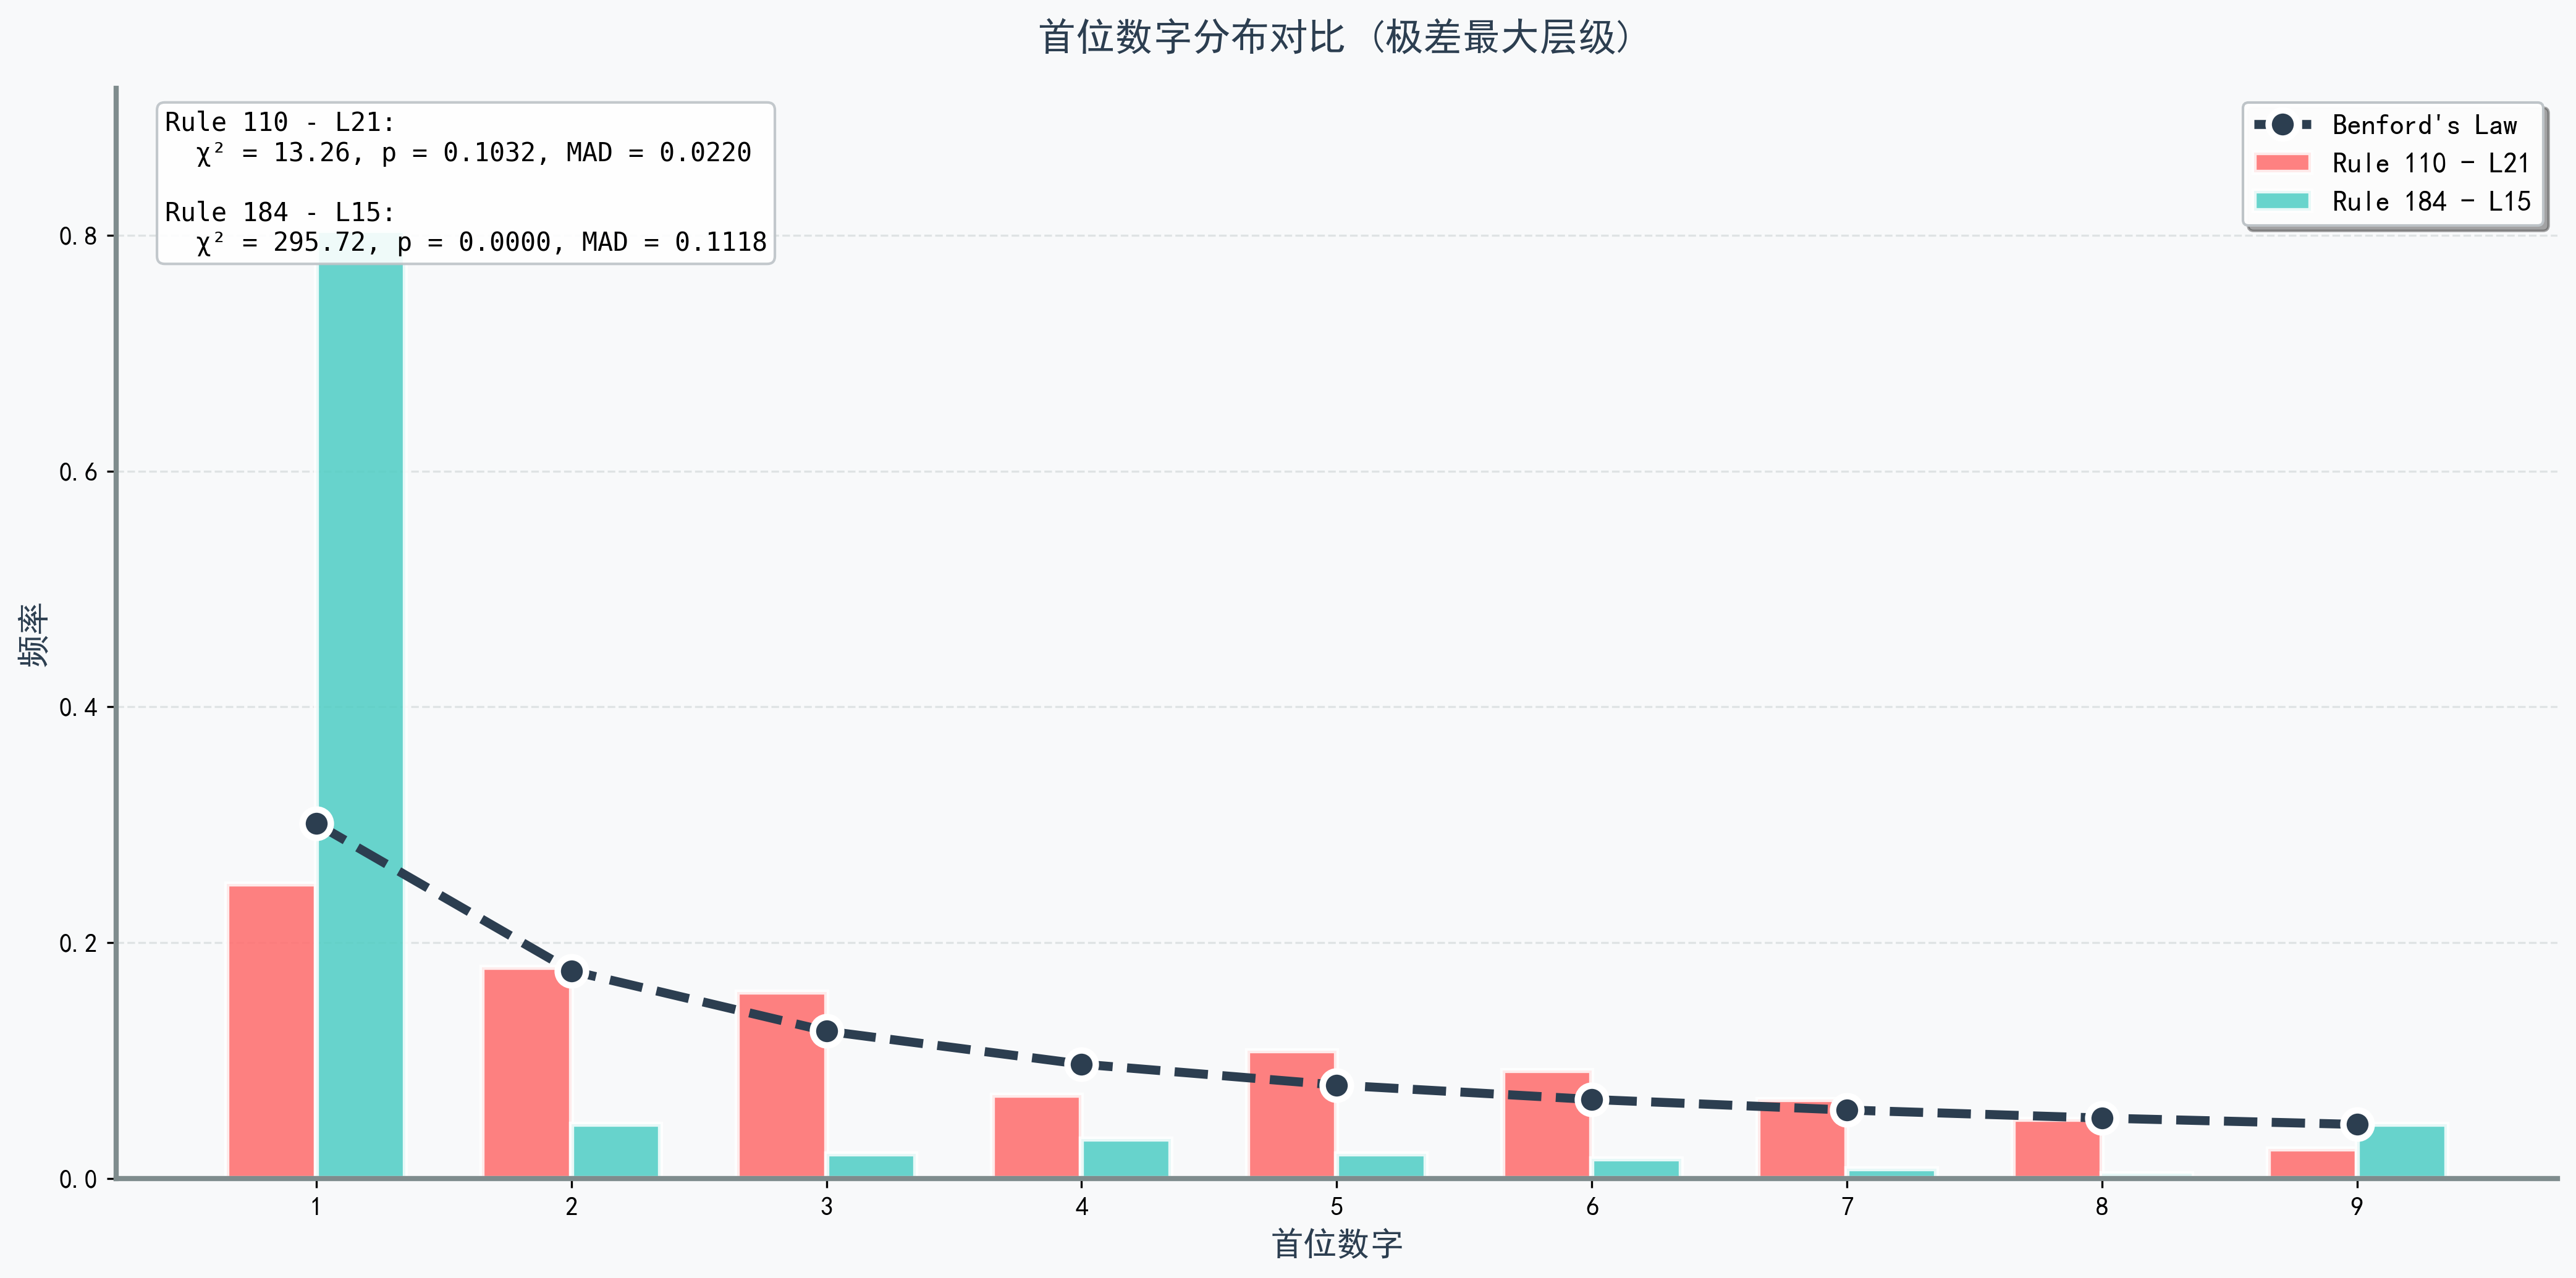 首位数字分布对比 (极差最大层级)
Rule 110 - L21:
χ² = 13.26, p = 0.1032, MAD = 0.0220
Rule 184 - L15:
χ² = 295.72, p = 0.0000, MAD = 0.1118
Benford's Law
Rule 110 - L21
Rule 184 - L15
频率
0.8
0.6
0.4
0.2
0.0
1 2 3 4 5 6 7 8 9
首位数字